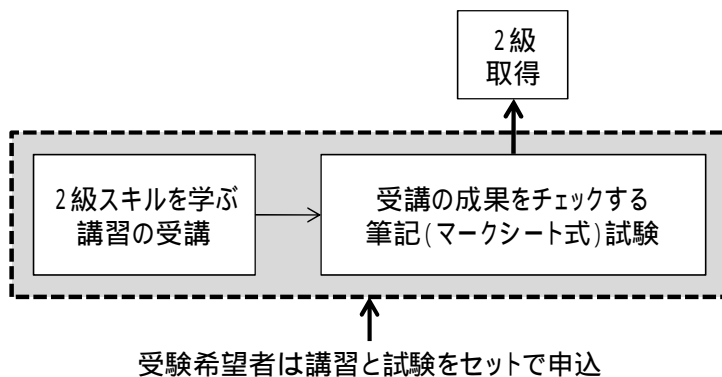 2級
取得
2級スキルを学ぶ
講習の受講
受講の成果をチェックする
筆記(マークシート式)試験
受験希望者は講習と試験をセットで申込